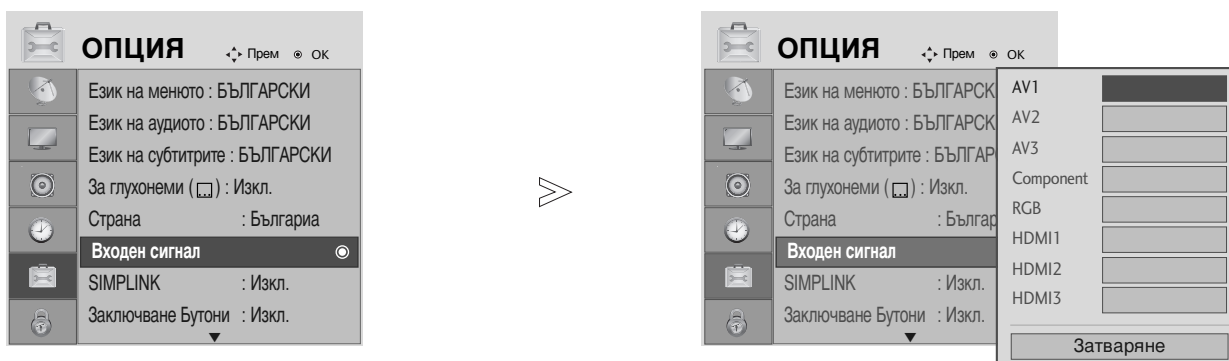 ОПЦИЯ Прем ОК
Език на менюто : БЪЛГАРСКИ
Език на аудиото : БЪЛГАРСКИ
Език на субтитрите : БЪЛГАРСКИ
За глухонеми ( ) : Изкл.
Страна : Българиа
Входен сигнал
SIMPLINK : Изкл.
Заключване Бутони : Изкл.
ОПЦИЯ Прем ОК
Език на менюто : БЪЛГАРСК
Език на аудиото : БЪЛГАРСК
Език на субтитрите : БЪЛГАР
За глухонеми ( ) : Изкл.
Страна : Българ
Входен сигнал
SIMPLINK : Изкл.
Заключване Бутони : Изкл.
AV1
AV2
AV3
Component
RGB
HDMI1
HDMI2
HDMI3
Затваряне